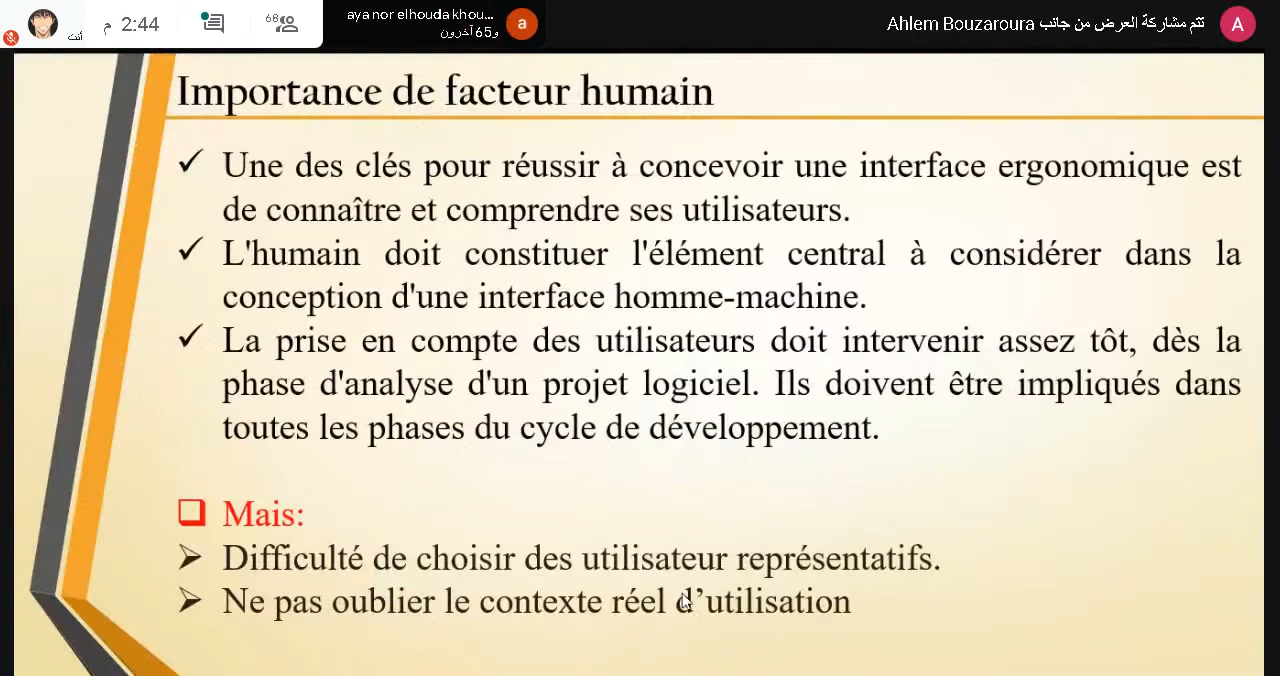 2:44 م
أنت
68
aya nor elhouda khou...
و65 آخرون
a
تتم مشاركة العرض من جانب Ahlem Bouzaroura
A
Importance de facteur humain
Une des clés pour réussir à concevoir une interface ergonomique est
de connaître et comprendre ses utilisateurs.
L'humain doit constituer l'élément central à considérer dans la
conception d'une interface homme-machine.
La prise en compte des utilisateurs doit intervenir assez tôt, dès la
phase d'analyse d'un projet logiciel. Ils doivent être impliqués dans
toutes les phases du cycle de développement.
Mais:
Difficulté de choisir des utilisateur représentatifs.
Ne pas oublier le contexte réel d’utilisation